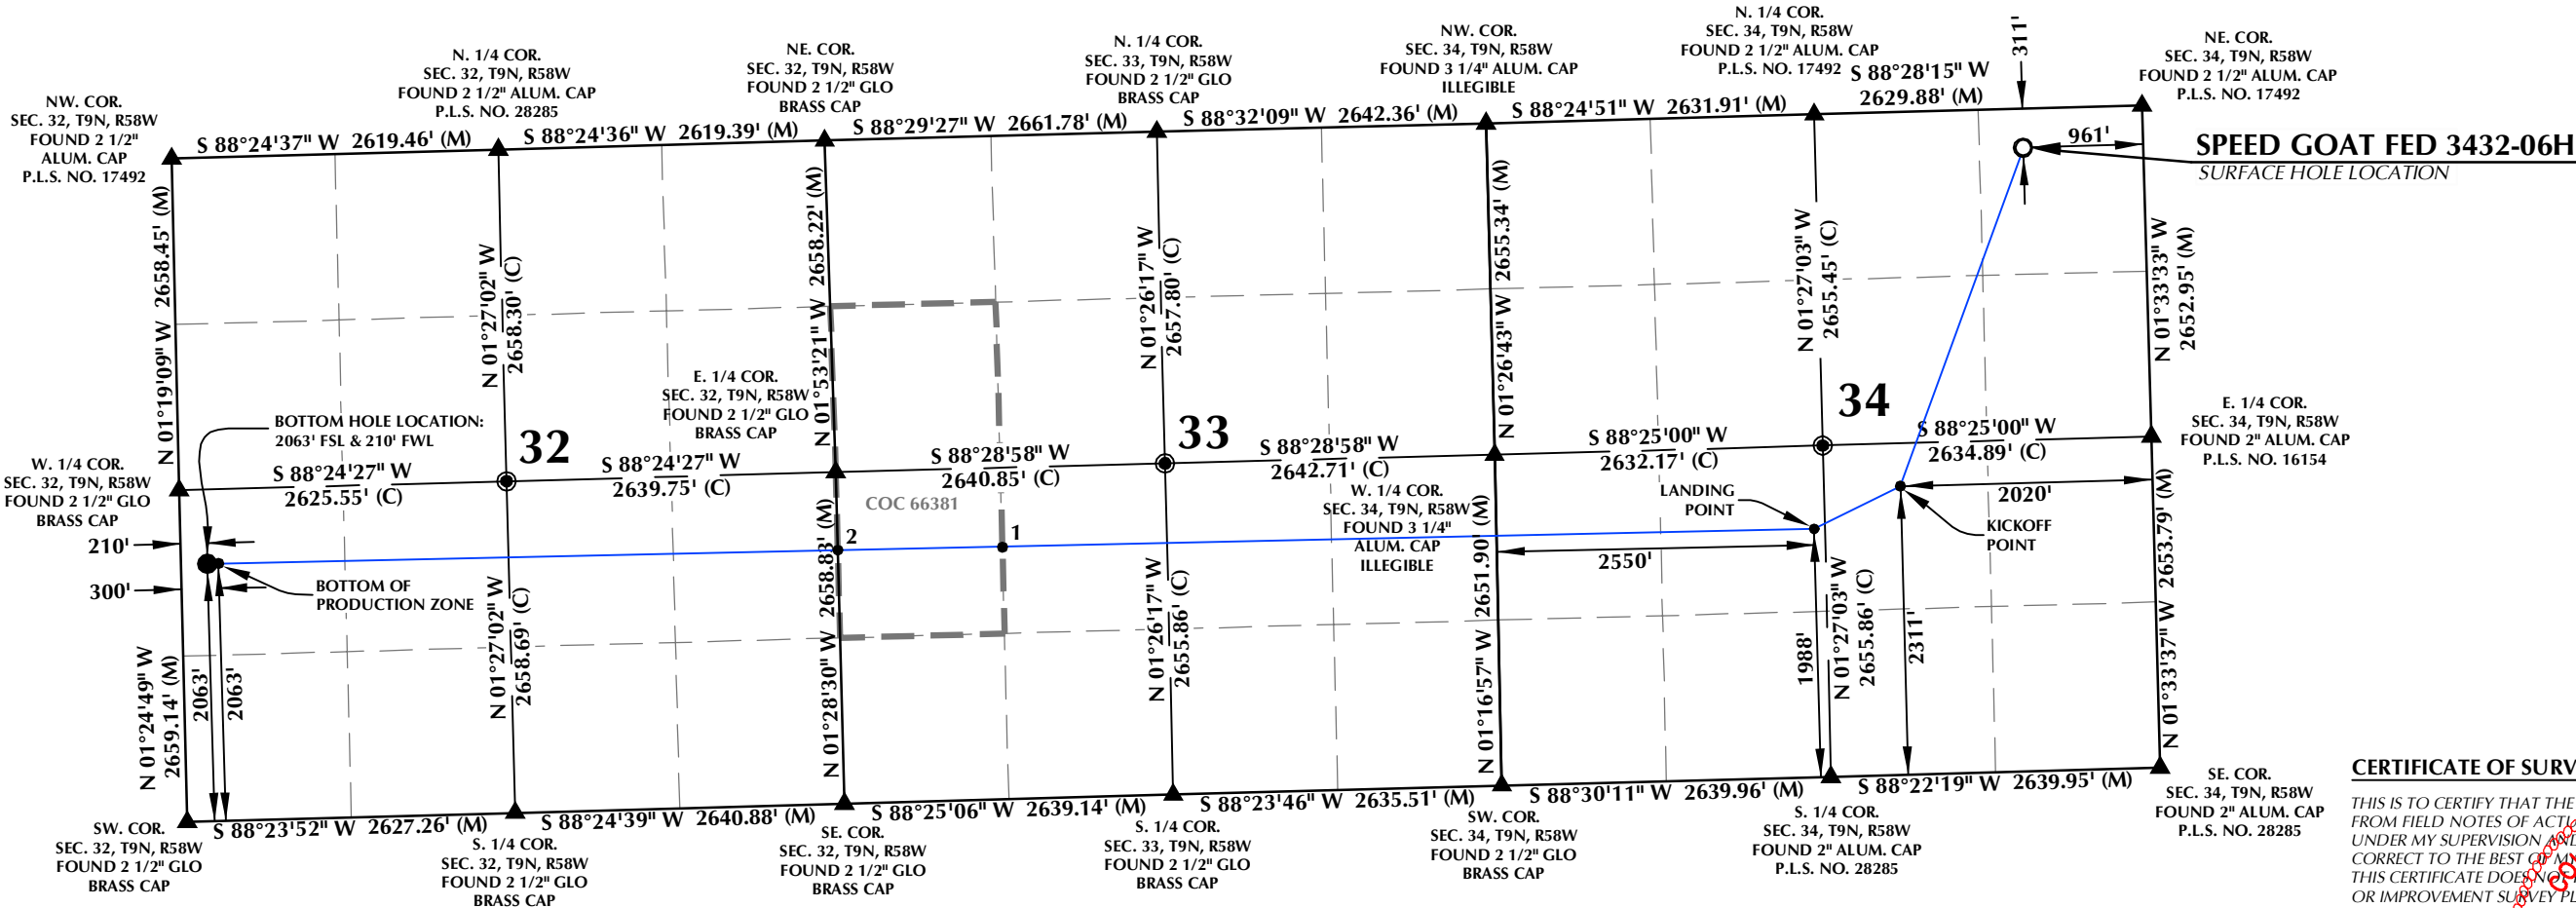 N. 1/4 COR.
SEC. 34, T9N, R58W
FOUND 2 1/2" ALUM. CAP
P.L.S. NO. 17492
311'
NE. COR.
SEC. 34, T9N, R58W
FOUND 2 1/2" ALUM. CAP
P.L.S. NO. 17492
NW. COR.
SEC. 34, T9N, R58W
FOUND 3 1/4" ALUM. CAP
ILLEGIBLE
N. 1/4 COR.
SEC. 33, T9N, R58W
FOUND 2 1/2" GLO
BRASS CAP
NE. COR.
SEC. 32, T9N, R58W
FOUND 2 1/2" GLO
BRASS CAP
N. 1/4 COR.
SEC. 32, T9N, R58W
FOUND 2 1/2" ALUM. CAP
P.L.S. NO. 28285
NW. COR.
SEC. 32, T9N, R58W
FOUND 2 1/2"
ALUM. CAP
P.L.S. NO. 17492
S 88°24'37" W 2619.46' (M)
S 88°24'36" W 2619.39' (M)
S 88°29'27" W 2661.78' (M)
S 88°32'09" W 2642.36' (M)
S 88°24'51" W 2631.91' (M)
S 88°28'15" W
2629.88' (M)
961'
SPEED GOAT FED 3432-06H
SURFACE HOLE LOCATION
N 01°19'09" W 2658.45' (M)
N 01°27'02" W
2658.30' (C)
N 01°53'21" W 2658.22' (M)
N 01°26'17" W
2657.80' (C)
N 01°26'43" W 2655.34' (M)
N 01°27'03" W
2655.45' (C)
N 01°33'33" W
2652.95' (M)
E. 1/4 COR.
SEC. 32, T9N, R58W
FOUND 2 1/2" GLO
BRASS CAP
BOTTOM HOLE LOCATION:
2063' FSL & 210' FWL
32
33
34
E. 1/4 COR.
SEC. 34, T9N, R58W
FOUND 2" ALUM. CAP
P.L.S. NO. 16154
W. 1/4 COR.
SEC. 32, T9N, R58W
FOUND 2 1/2" GLO
BRASS CAP
S 88°24'27" W
2625.55' (C)
S 88°24'27" W
2639.75' (C)
S 88°28'58" W
2640.85' (C)
S 88°28'58" W
2642.71' (C)
S 88°25'00" W
2632.17' (C)
S 88°25'00" W
2634.89' (C)
COC 66381
W. 1/4 COR.
SEC. 34, T9N, R58W
FOUND 3 1/4"
ALUM. CAP
ILLEGIBLE
LANDING
POINT
2020'
KICKOFF
POINT
2
1
210'
300'
2550'
BOTTOM OF
PRODUCTION ZONE
N 01°24'49" W
2659.14' (M)
2063'
2063'
N 01°27'02" W
2658.69' (C)
N 01°28'30" W 2658.83' (M)
N 01°26'17" W
2655.86' (C)
N 01°16'57" W 2651.90' (M)
1988'
N 01°27'03" W
2655.86' (C)
2311'
N 01°33'37" W 2653.79' (M)
S 88°23'52" W 2627.26' (M)
S 88°24'39" W 2640.88' (M)
S 88°25'06" W 2639.14' (M)
S 88°23'46" W 2635.51' (M)
S 88°30'11" W 2639.96' (M)
S 88°22'19" W 2639.95' (M)
SW. COR.
SEC. 32, T9N, R58W
FOUND 2 1/2" GLO
BRASS CAP
S. 1/4 COR.
SEC. 32, T9N, R58W
FOUND 2 1/2" GLO
BRASS CAP
SE. COR.
SEC. 32, T9N, R58W
FOUND 2 1/2" GLO
BRASS CAP
S. 1/4 COR.
SEC. 33, T9N, R58W
FOUND 2 1/2" GLO
BRASS CAP
SW. COR.
SEC. 34, T9N, R58W
FOUND 2 1/2" GLO
BRASS CAP
S. 1/4 COR.
SEC. 34, T9N, R58W
FOUND 2" ALUM. CAP
P.L.S. NO. 28285
SE. COR.
SEC. 34, T9N, R58W
FOUND 2" ALUM. CAP
P.L.S. NO. 28285
CERTIFICATE OF SURV
THIS IS TO CERTIFY THAT THE
FROM FIELD NOTES OF ACTU
UNDER MY SUPERVISION AND
CORRECT TO THE BEST OF MY
THIS CERTIFICATE DOES NOT
OR IMPROVEMENT SURVEY PL